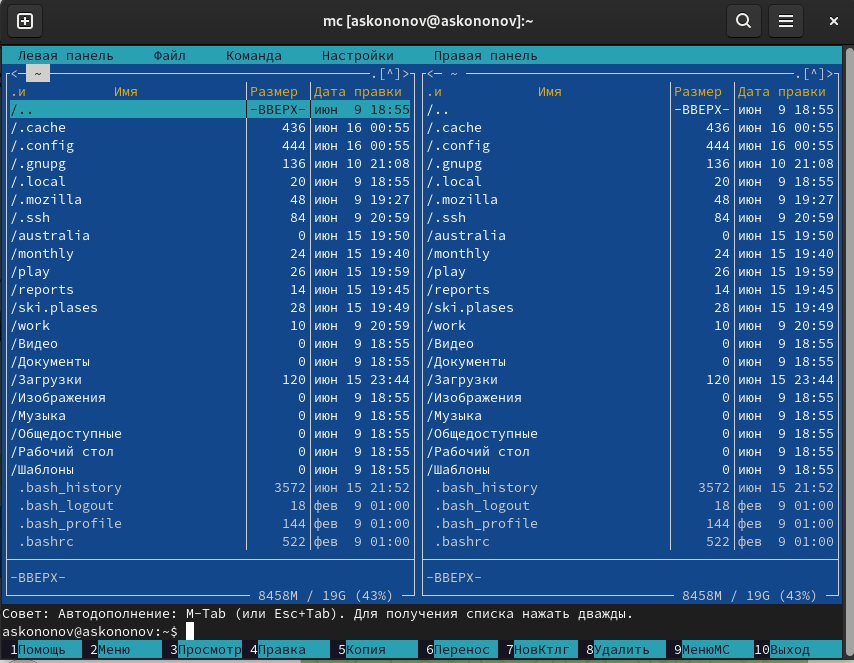 mc [askononov@askononov]:~
Левая панель Файл Команда Настройки Правая панель
<- ~ .[^]> <- ~ .[^]>
.и Имя Размер Дата правки .и Имя Размер Дата правки
/.. -ВВЕРХ- июн 9 18:55 /.. -ВВЕРХ- июн 9 18:55
/.cache 436 июн 16 00:55 /.cache 436 июн 16 00:55
/.config 444 июн 16 00:55 /.config 444 июн 16 00:55
/.gnupg 136 июн 10 21:08 /.gnupg 136 июн 10 21:08
/.local 20 июн 9 18:55 /.local 20 июн 9 18:55
/.mozilla 48 июн 9 19:27 /.mozilla 48 июн 9 19:27
/.ssh 84 июн 9 20:59 /.ssh 84 июн 9 20:59
/australia 0 июн 15 19:50 /australia 0 июн 15 19:50
/monthly 24 июн 15 19:40 /monthly 24 июн 15 19:40
/play 26 июн 15 19:59 /play 26 июн 15 19:59
/reports 14 июн 15 19:45 /reports 14 июн 15 19:45
/ski.plases 28 июн 15 19:49 /ski.plases 28 июн 15 19:49
/work 10 июн 9 20:59 /work 10 июн 9 20:59
/Видео 0 июн 9 18:55 /Видео 0 июн 9 18:55
/Документы 0 июн 9 18:55 /Документы 0 июн 9 18:55
/Загрузки 120 июн 15 23:44 /Загрузки 120 июн 15 23:44
/Изображения 0 июн 9 18:55 /Изображения 0 июн 9 18:55
/Музыка 0 июн 9 18:55 /Музыка 0 июн 9 18:55
/Общедоступные 0 июн 9 18:55 /Общедоступные 0 июн 9 18:55
/Рабочий стол 0 июн 9 18:55 /Рабочий стол 0 июн 9 18:55
/Шаблоны 0 июн 9 18:55 /Шаблоны 0 июн 9 18:55
.bash_history 3572 июн 15 21:52 .bash_history 3572 июн 15 21:52
.bash_logout 18 фев 9 01:00 .bash_logout 18 фев 9 01:00
.bash_profile 144 фев 9 01:00 .bash_profile 144 фев 9 01:00
.bashrc 522 фев 9 01:00 .bashrc 522 фев 9 01:00
-ВВЕРХ- -ВВЕРХ-
8458M / 19G (43%) 8458M / 19G (43%)
Совет: Автодополнение: M-Tab (или Esc+Tab). Для получения списка нажать дважды.
askononov@askononov:~$
1Помощь 2Меню 3Просмотр 4Правка 5Копия 6Перенос 7НовКтлг 8Удалить 9МенюМС 10Выход